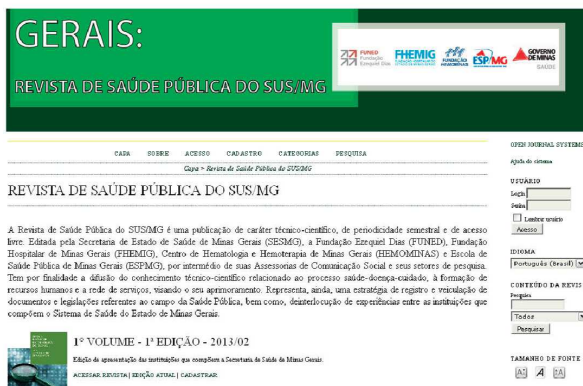 GERAIS:
REVISTA DE SAÚDE PÚBLICA DO SUS/MG
FUNED
Fundação
Ezequiel Dias
FHEMIG
FUNDAÇÃO
HEMOMINAS
ESP/MG
GOVERNO
DE MINAS
SAÚDE
CAPA SOBRE ACESSO CADASTRO CATEGORIAS PESQUISA
Capa > Revista de Saúde Pública do SUS/MG
REVISTA DE SAÚDE PÚBLICA DO SUS/MG
A Revista de Saúde Pública do SUS/MG é uma publicação de caráter técnico-científico, de periodicidade semestral e de acesso
livre. Editada pela Secretaria de Estado de Saúde de Minas Gerais (SESMG), a Fundação Ezequiel Dias (FUNED), Fundação
Hospitalar de Minas Gerais (FHEMIG), Centro de Hematologia e Hemoterapia de Minas Gerais (HEMOMINAS) e Escola de
Saúde Pública de Minas Gerais (ESPMG), por intermédio de suas Assessorias de Comunicação Social e seus setores de pesquisa.
Tem por finalidade a difusão do conhecimento técnico-científico relacionado ao processo saúde-doença-cuidado, à formação de
recursos humanos e a rede de serviços, visando o seu aprimoramento. Representa, ainda, uma estratégia de registro e veiculação de
documentos e legislações referentes ao campo da Saúde Pública, bem como, deinterlocução de experiências entre as instituições que
compõem o Sistema de Saúde do Estado de Minas Gerais.
1º VOLUME - 1ª EDIÇÃO - 2013/02
Edição de apresentação das instituições que compõem a Secretaria de Saúde de Minas Gerais.
ACESSAR REVISTA | EDIÇÃO ATUAL | CADASTRAR
OPEN JOURNAL SYSTEMS
Ajuda do sistema
USUÁRIO
Login
Senha
Lembrar usuário
Acesso
IDIOMA
Português (Brasil)
CONTEÚDO DA REVIS
Pesquisa
Todos
Pesquisar
TAMANHO DE FONTE
A A A